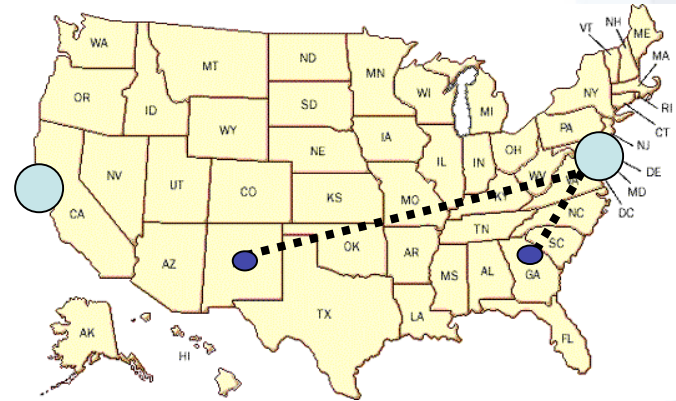 VT
NH
ME
WA
MT
ND
MN
MA
OR
ID
SD
WI
MI
NY
RI
WY
IA
PA
CT
NE
NJ
NV
UT
CO
IL
IN
OH
WV
VA
DE
KS
MO
KY
MD
CA
DC
NC
TN
OK
AR
SC
AZ
MS
AL
GA
TX
LA
FL
AK
HI